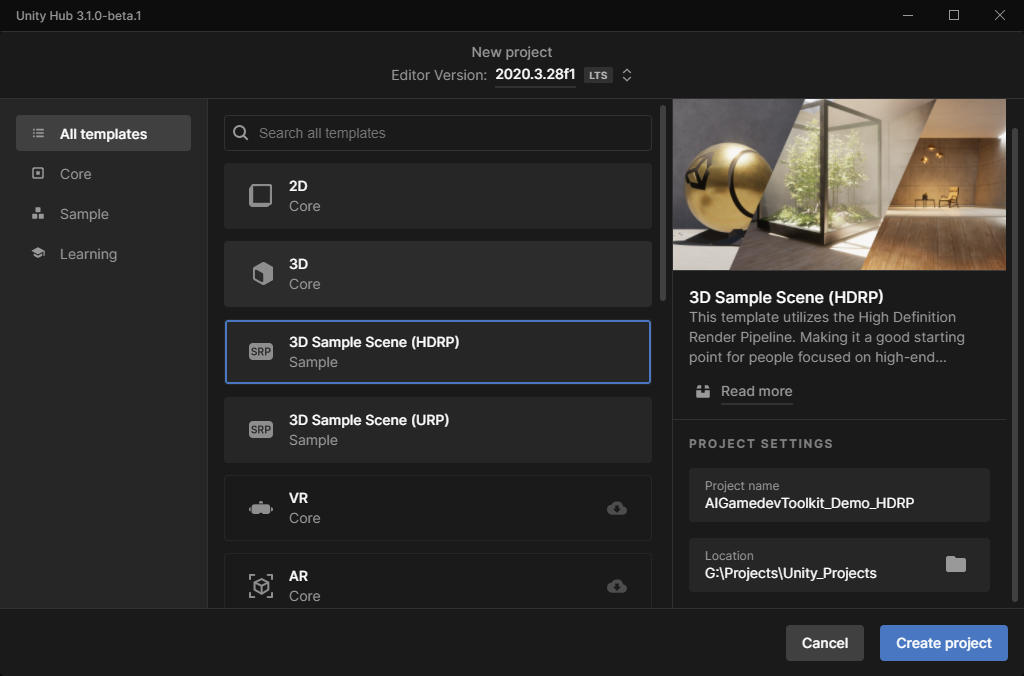 Unity Hub 3.1.0-beta.1
New project
Editor Version: 2020.3.28f1 LTS
All templates
Core
Sample
Learning
Search all templates
2D
Core
3D
Core
SRP
3D Sample Scene (HDRP)
Sample
SRP
3D Sample Scene (URP)
Sample
VR
Core
AR
Core
3D Sample Scene (HDRP)
This template utilizes the High Definition
Render Pipeline. Making it a good starting
point for people focused on high-end...
Read more
PROJECT SETTINGS
Project name
AIGamedevToolkit_Demo_HDRP
Location
G:\Projects\Unity_Projects
Cancel
Create project